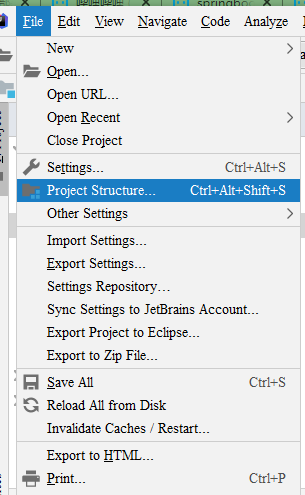 springbo
File Edit View Navigate Code Analyze
New
Open...
Open URL...
Open Recent
Close Project
Settings... Ctrl+Alt+S
Project Structure... Ctrl+Alt+Shift+S
Other Settings
Import Settings...
Export Settings...
Settings Repository...
Sync Settings to JetBrains Account...
Export Project to Eclipse...
Export to Zip File...
Save All Ctrl+S
Reload All from Disk
Invalidate Caches / Restart...
Export to HTML...
Print... Ctrl+P